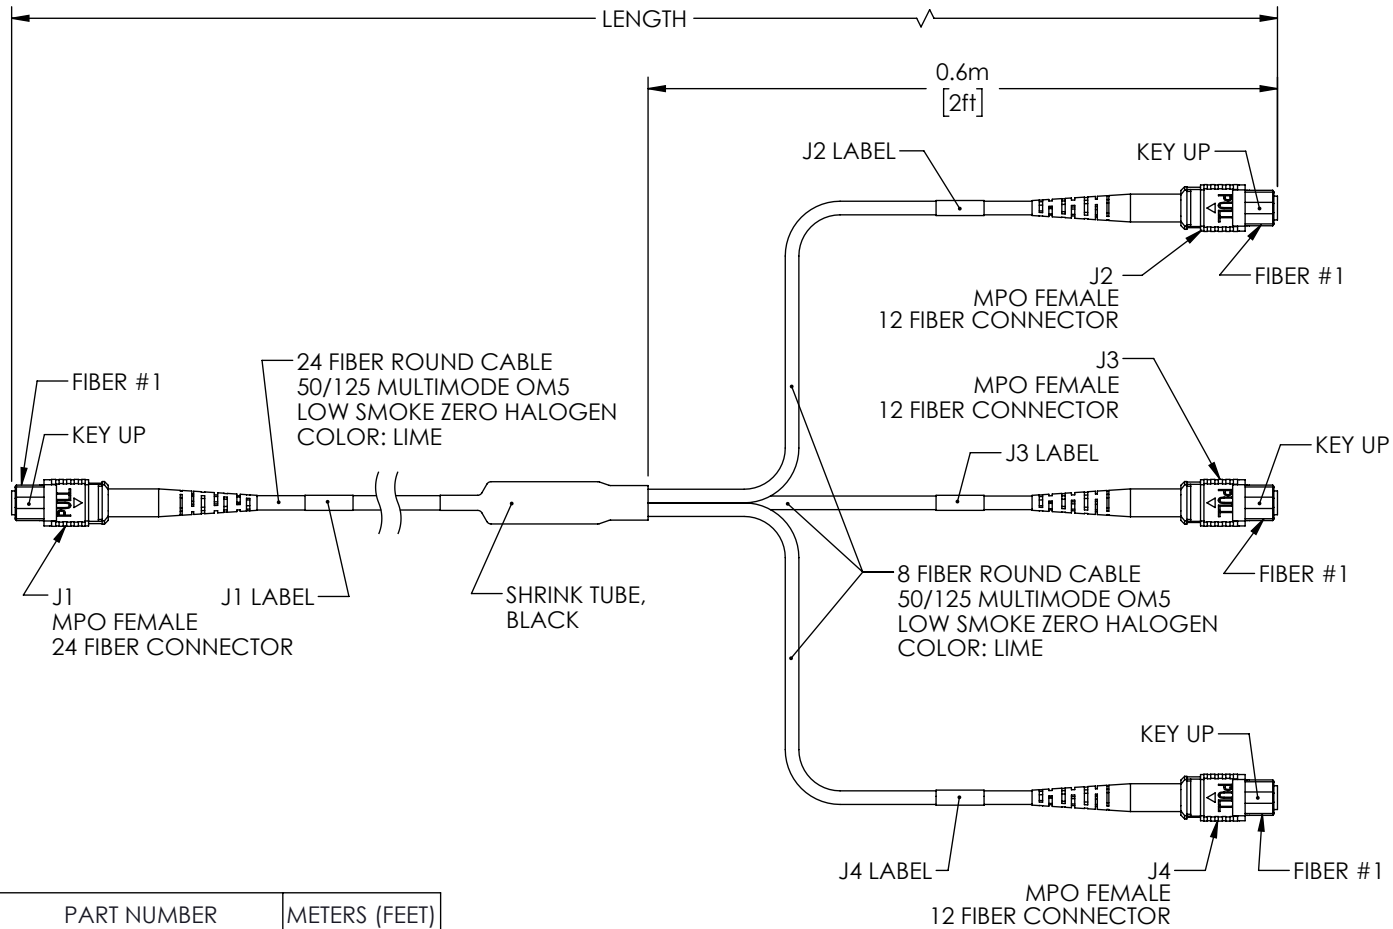 LENGTH
0.6m
[2ft]
J2 LABEL
KEY UP
PULL
J2
MPO FEMALE
12 FIBER CONNECTOR
FIBER #1
24 FIBER ROUND CABLE
50/125 MULTIMODE OM5
LOW SMOKE ZERO HALOGEN
COLOR: LIME
FIBER #1
KEY UP
PULL
J1
MPO FEMALE
24 FIBER CONNECTOR
J1 LABEL
SHRINK TUBE,
BLACK
J3
MPO FEMALE
12 FIBER CONNECTOR
J3 LABEL
KEY UP
PULL
FIBER #1
8 FIBER ROUND CABLE
50/125 MULTIMODE OM5
LOW SMOKE ZERO HALOGEN
COLOR: LIME
KEY UP
PULL
J4 LABEL
J4
MPO FEMALE
12 FIBER CONNECTOR
FIBER #1
PART NUMBER
METERS (FEET)